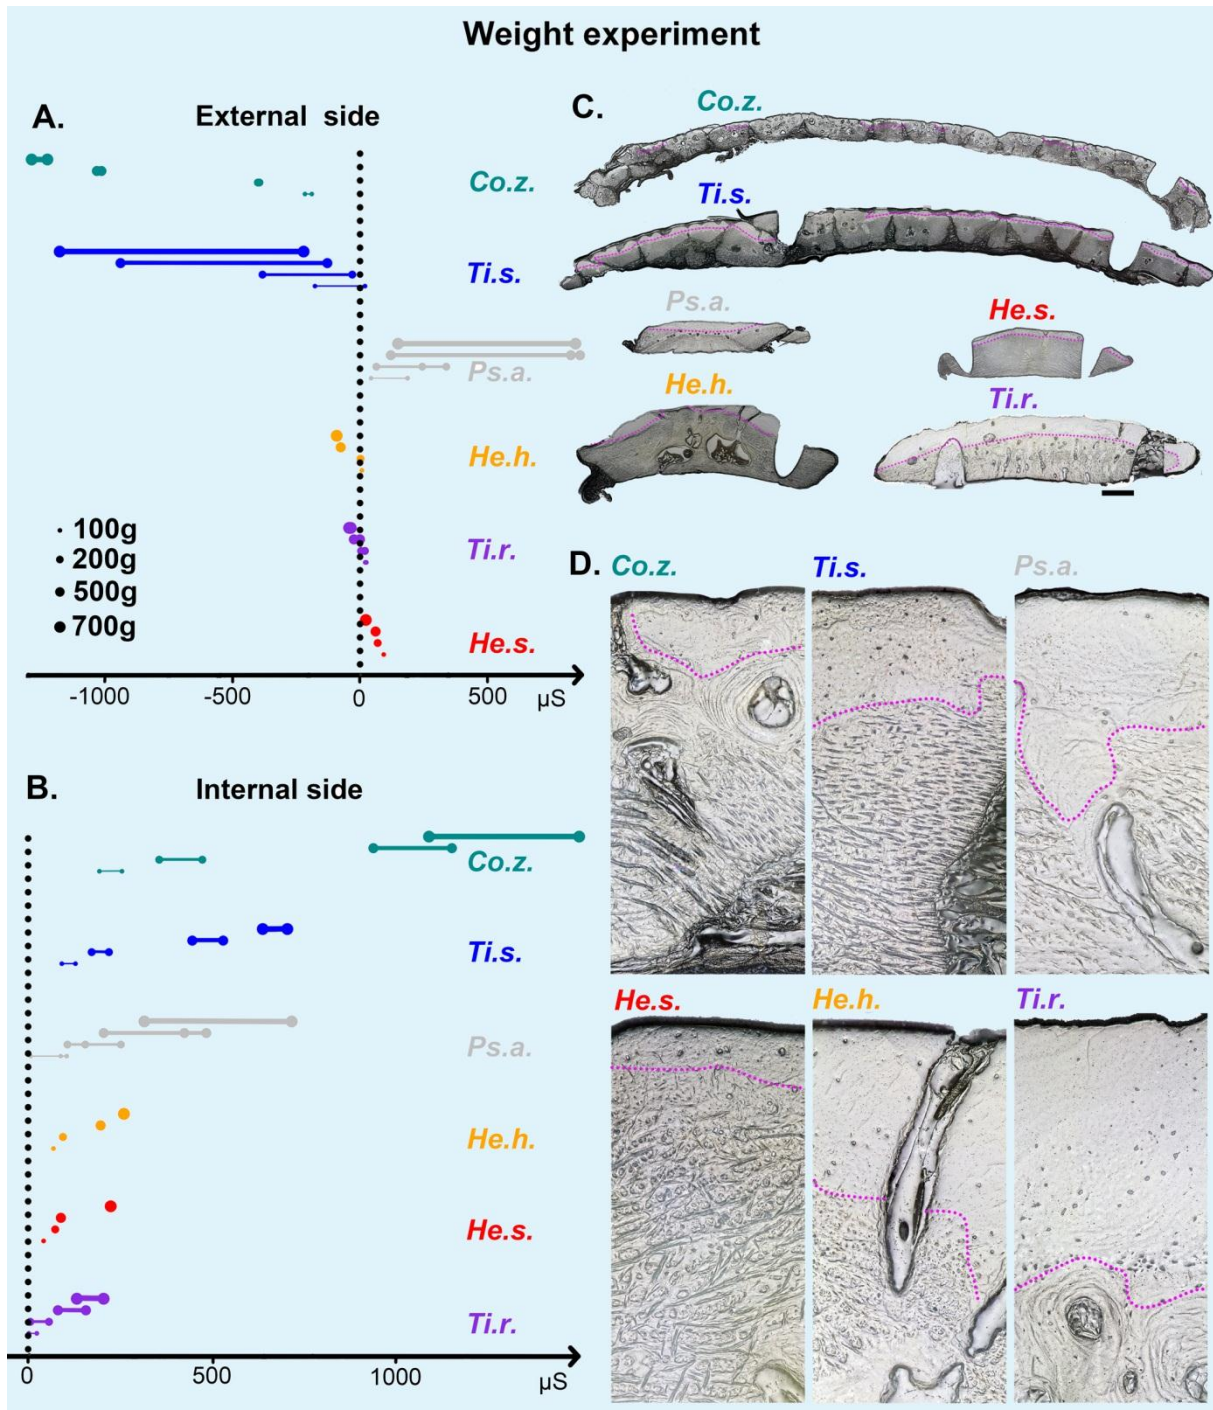 Weight experiment
A.
External side
Co.z.
Ti.s.
Ps.a.
He.h.
Ti.r.
He.s.
100g
200g
500g
700g
-1000
-500
0
500
µS
B.
Internal side
Co.z.
Ti.s.
Ps.a.
He.h.
He.s.
Ti.r.
0
500
1000
µS
C.
Co.z.
Ti.s.
Ps.a.
He.s.
He.h.
Ti.r.
D.
Co.z.
Ti.s.
Ps.a.
He.s.
He.h.
Ti.r.